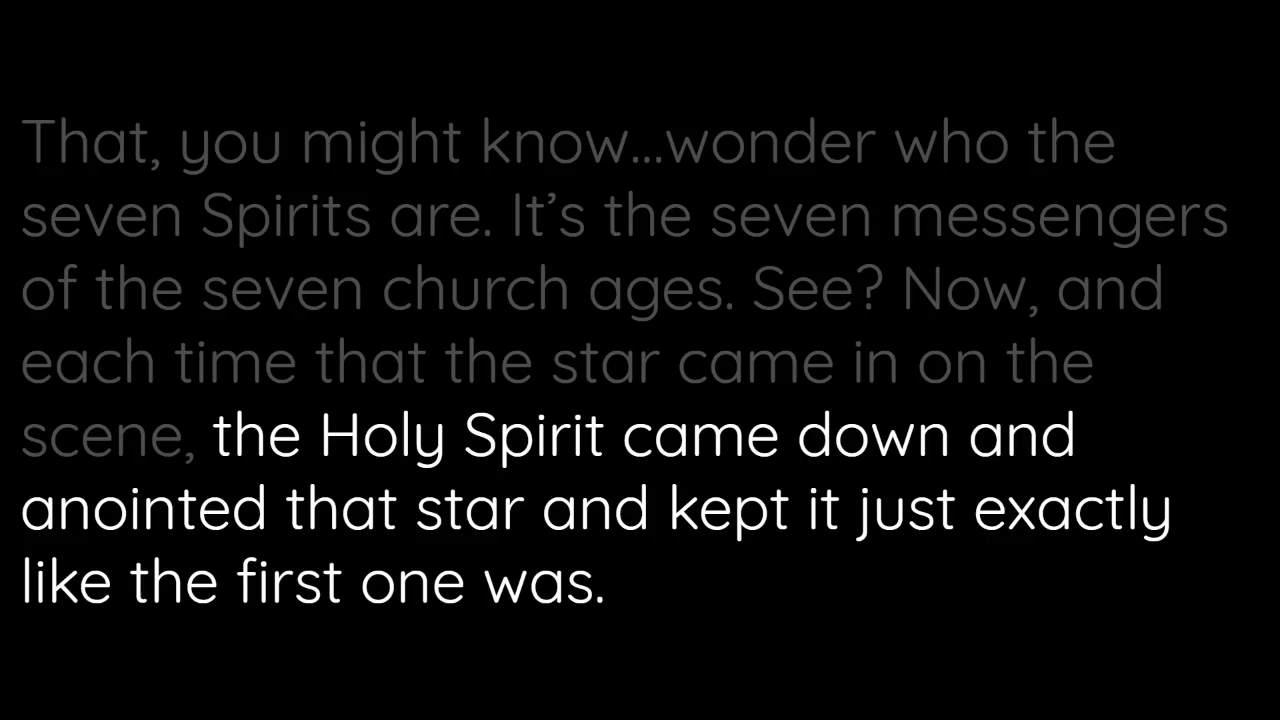 That, you might know...wonder who the
seven Spirits are. It’s the seven messengers
of the seven church ages. See? Now, and
each time that the star came in on the
scene, the Holy Spirit came down and
anointed that star and kept it just exactly
like the first one was.